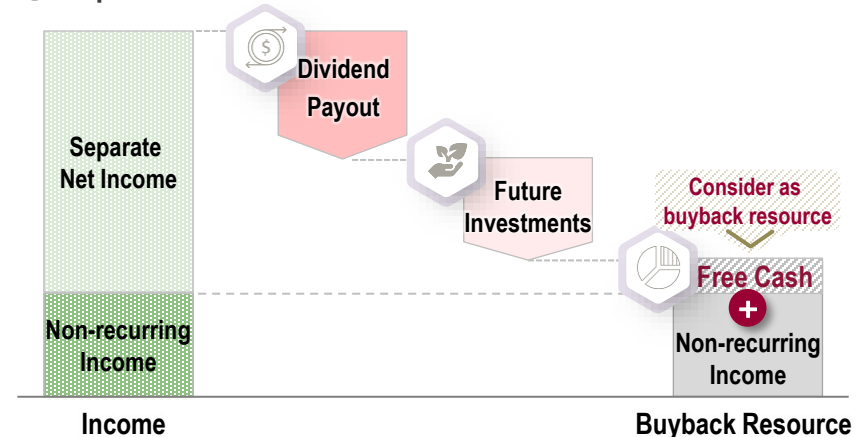 Dividend
Payout
Separate
Net Income
Future
Investments
Consider as
buyback resource
Free Cash
+
Non-recurring
Income
Non-recurring
Income
Income
Buyback Resource